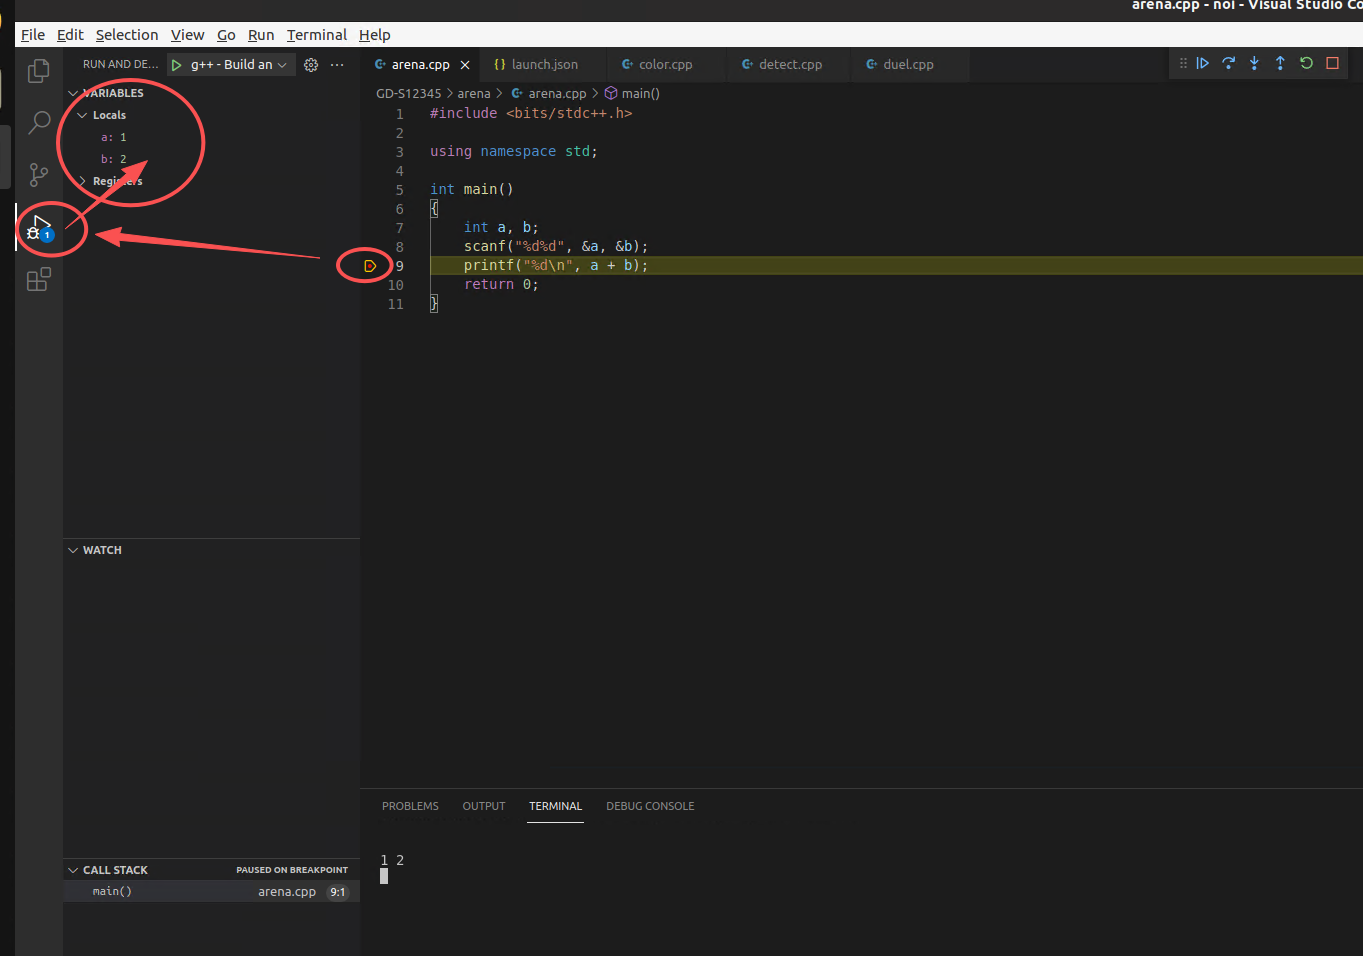 arena.cpp - noi - Visual Studio Co
File Edit Selection View Go Run Terminal Help
RUN AND DE... g++ - Build an ···
arena.cpp launch.json color.cpp detect.cpp duel.cpp
GD-S12345 > arena > arena.cpp > main()
VARIABLES
Locals
a: 1
b: 2
Registers
1
1 #include <bits/stdc++.h>
2
3 using namespace std;
4
5 int main()
6 {
7 int a, b;
8 scanf("%d%d", &a, &b);
9 printf("%d\n", a + b);
10 return 0;
11 }
WATCH
PROBLEMS OUTPUT TERMINAL DEBUG CONSOLE
1 2
CALL STACK PAUSED ON BREAKPOINT
main() arena.cpp 9:1